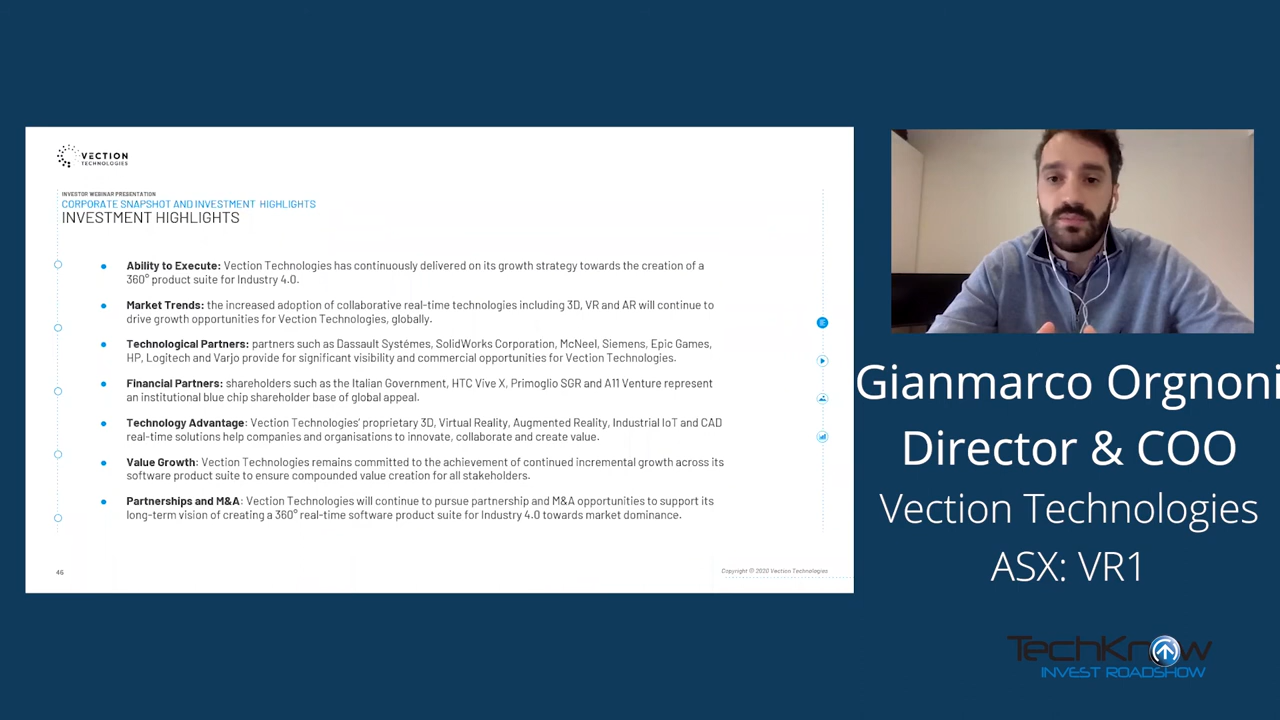 VECTION
TECHNOLOGIES
INVESTOR WEBINAR PRESENTATION
CORPORATE SNAPSHOT AND INVESTMENT HIGHLIGHTS
INVESTMENT HIGHLIGHTS
Ability to Execute: Vection Technologies has continuously delivered on its growth strategy towards the creation of a
360° product suite for Industry 4.0.
Market Trends: the increased adoption of collaborative real-time technologies including 3D, VR and AR will continue to
drive growth opportunities for Vection Technologies, globally.
Technological Partners: partners such as Dassault Systémes, SolidWorks Corporation, McNeel, Siemens, Epic Games,
HP, Logitech and Varjo provide for significant visibility and commercial opportunities for Vection Technologies.
Financial Partners: shareholders such as the Italian Government, HTC Vive X, Primoglio SGR and A11 Venture represent
an institutional blue chip shareholder base of global appeal.
Technology Advantage: Vection Technologies' proprietary 3D, Virtual Reality, Augmented Reality, Industrial IoT and CAD
real-time solutions help companies and organisations to innovate, collaborate and create value.
Value Growth: Vection Technologies remains committed to the achievement of continued incremental growth across its
software product suite to ensure compounded value creation for all stakeholders.
Partnerships and M&A: Vection Technologies will continue to pursue partnership and M&A opportunities to support its
long-term vision of creating a 360° real-time software product suite for Industry 4.0 towards market dominance.
46
Copyright © 2020 Vection Technologies
Gianmarco Orgnoni
Director & COO
Vection Technologies
ASX: VR1
TechKnow
INVEST ROADSHOW